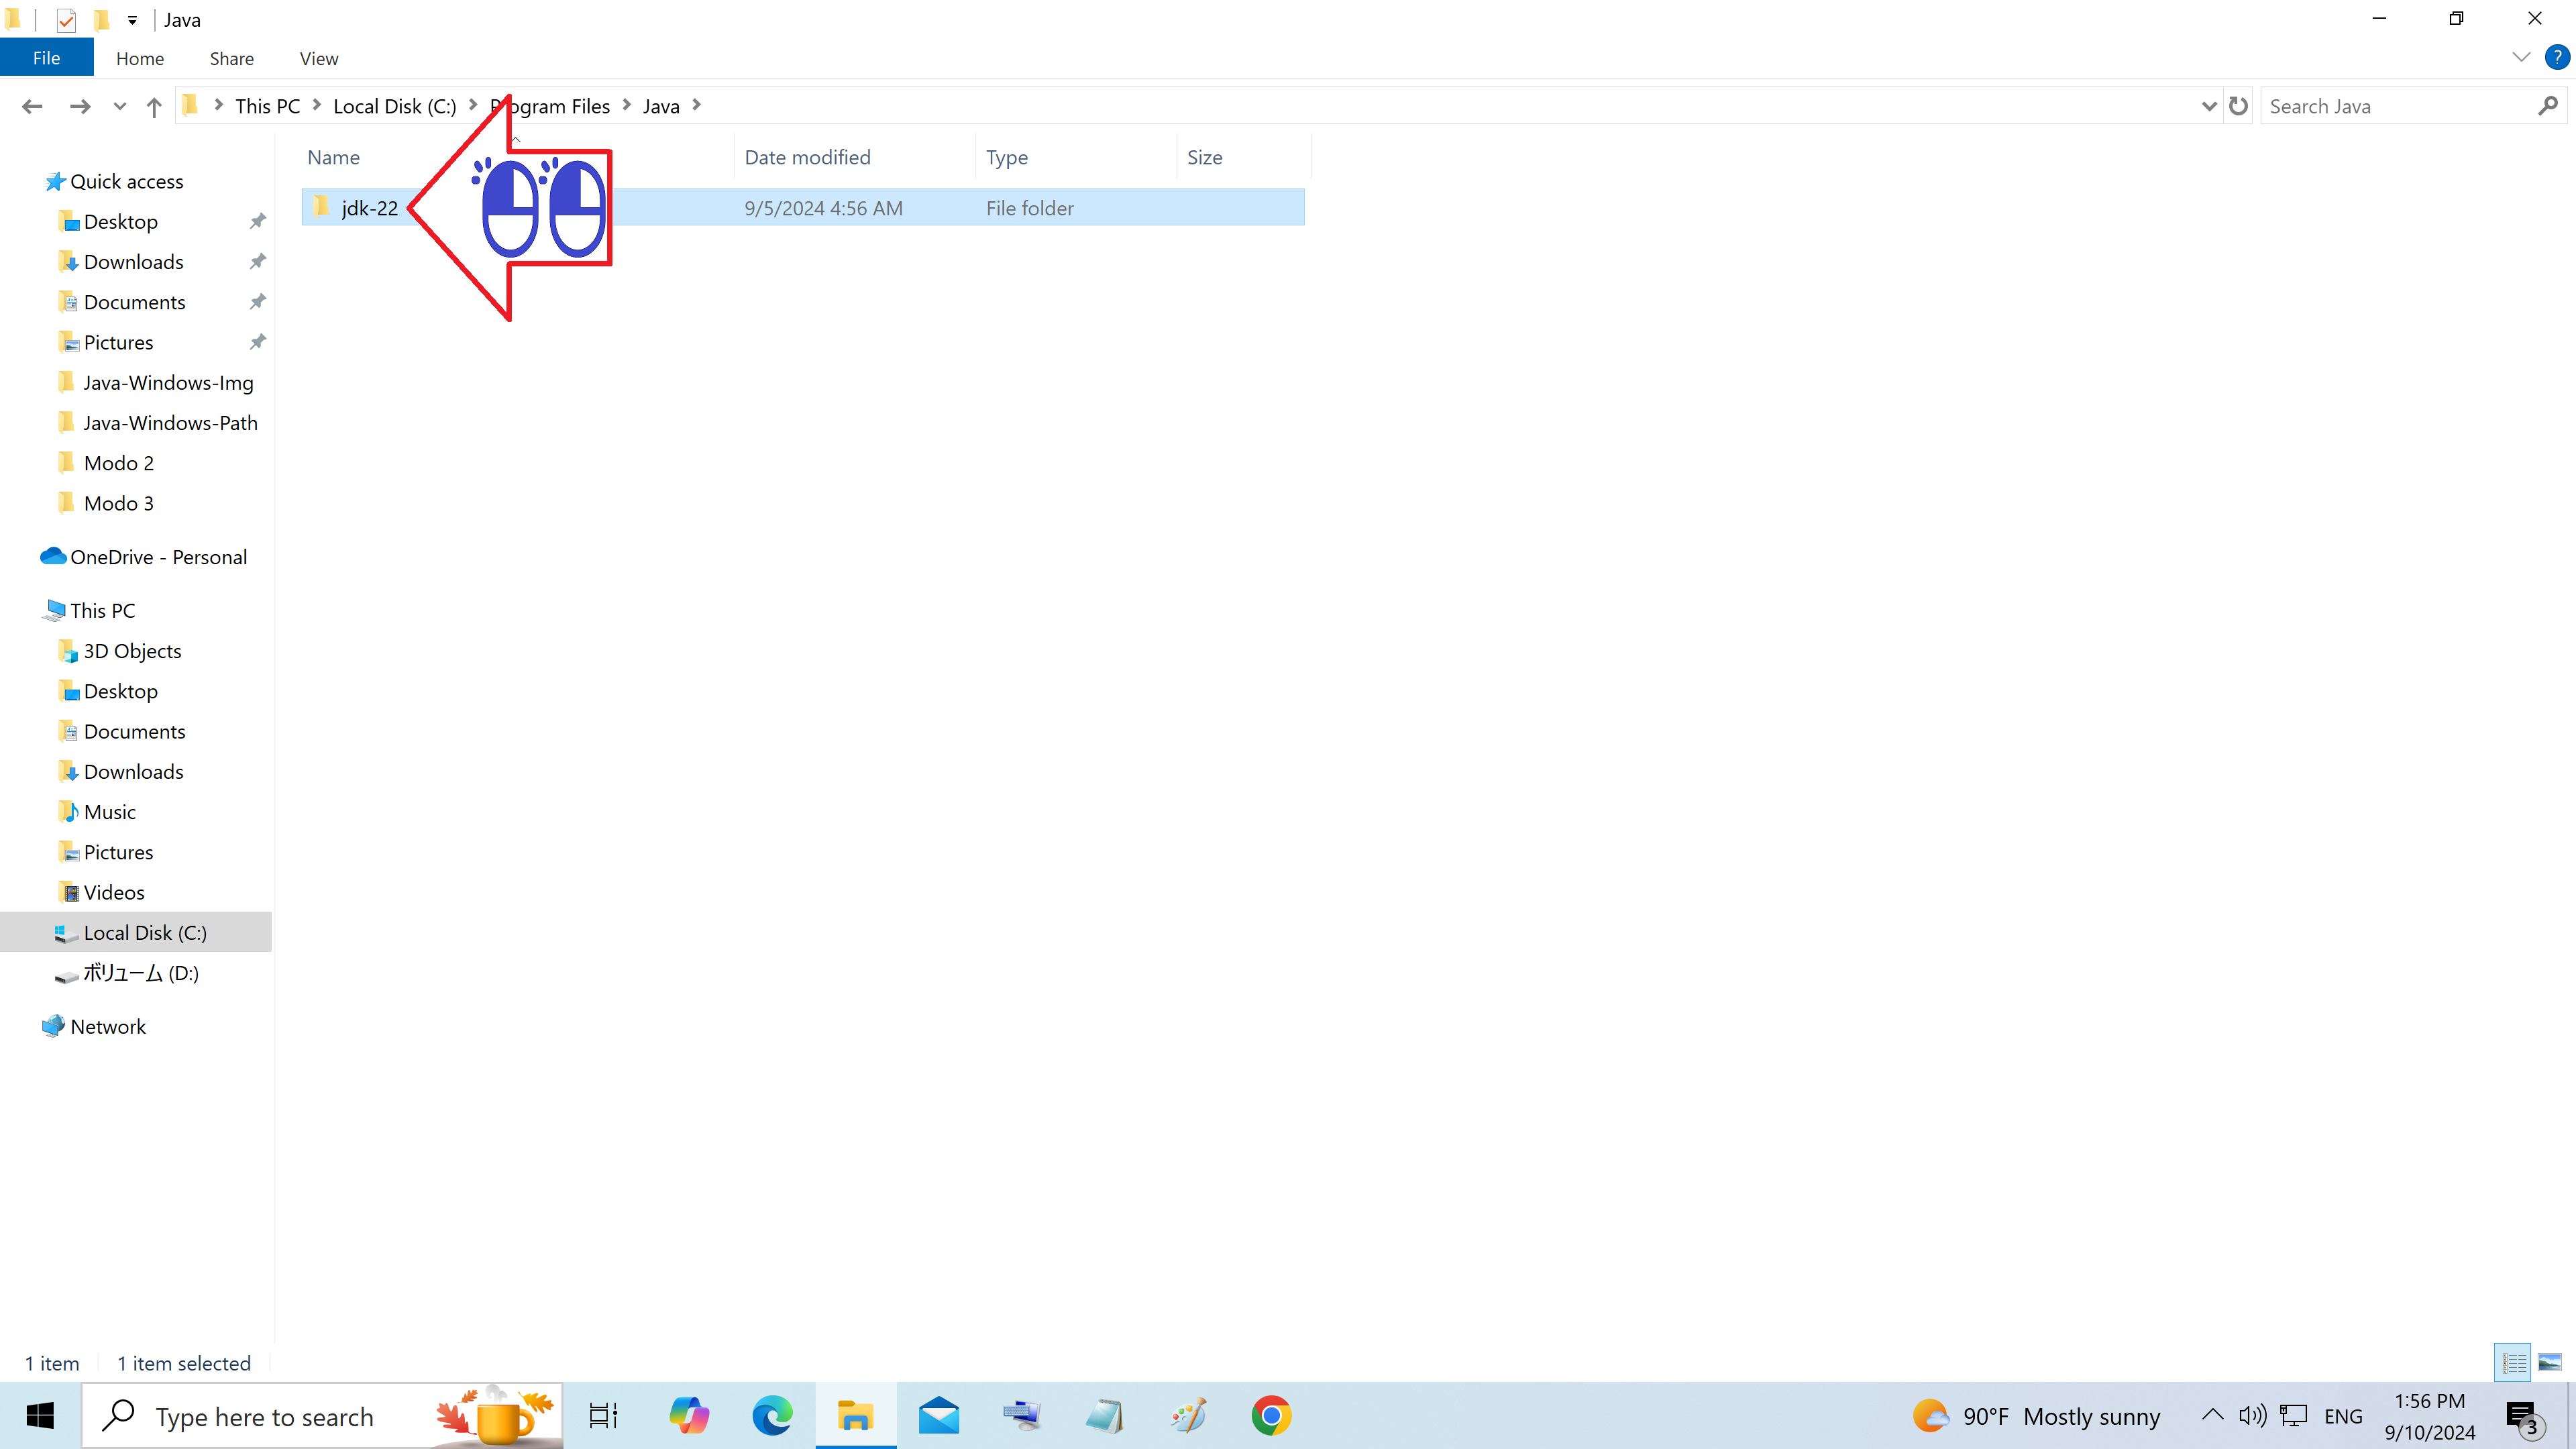 Java
File Home Share View
This PC Local Disk (C:) Program Files Java
Search Java
Name Date modified Type Size
jdk-22 9/5/2024 4:56 AM File folder
Quick access
Desktop
Downloads
Documents
Pictures
Java-Windows-Img
Java-Windows-Path
Modo 2
Modo 3
OneDrive - Personal
This PC
3D Objects
Desktop
Documents
Downloads
Music
Pictures
Videos
Local Disk (C:)
ボリューム (D:)
Network
1 item 1 item selected
Type here to search
90°F Mostly sunny
ENG
1:56 PM
9/10/2024
3